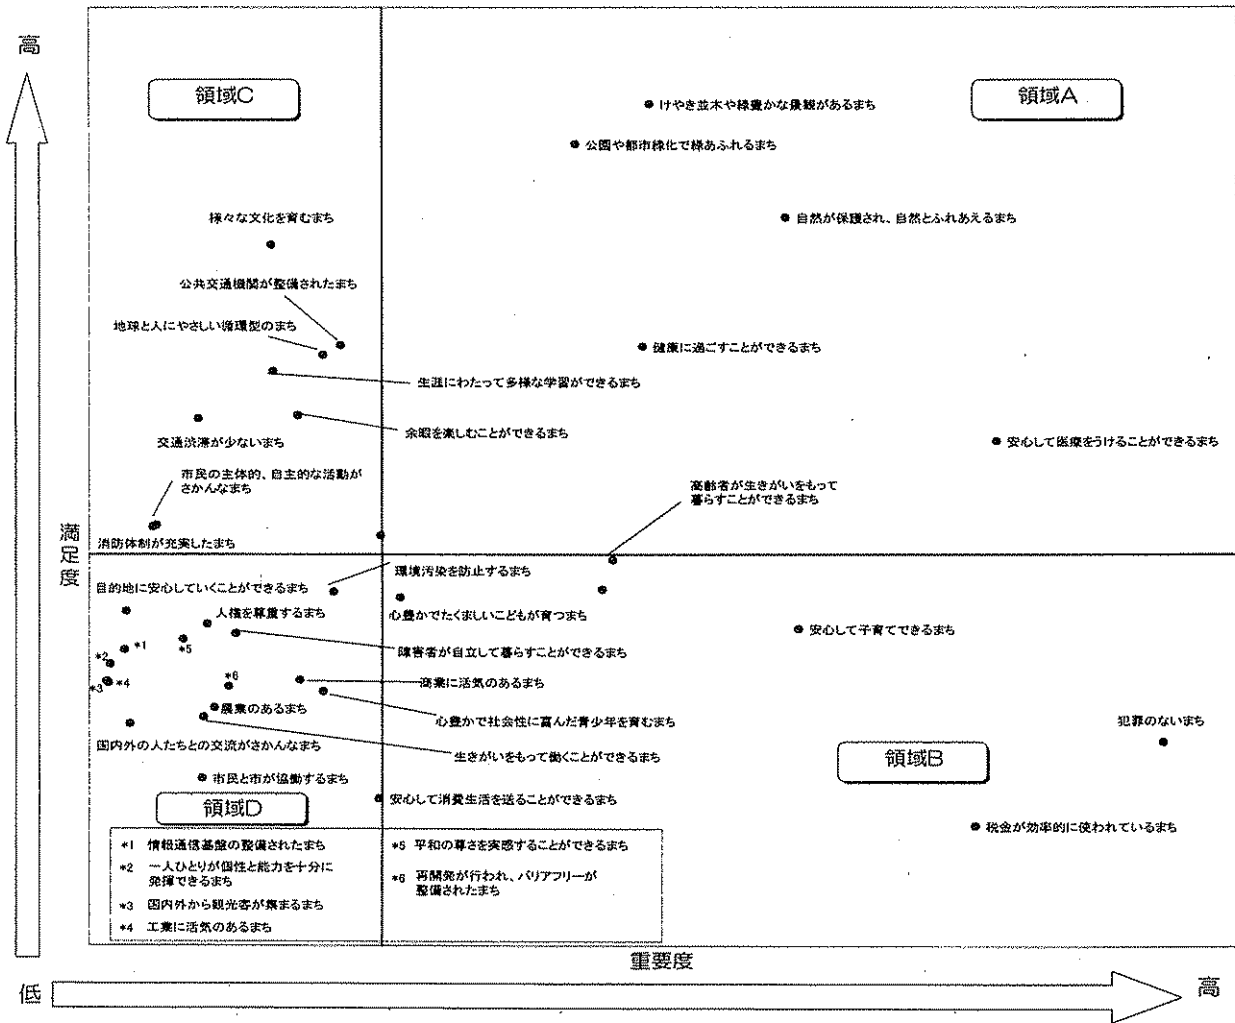 高
領域C
領域A
けやき並木や緑豊かな景観があるまち
公園や都市緑化で緑あふれるまち
様々な文化を育むまち
自然が保護され、自然とふれあえるまち
公共交通機関が整備されたまち
地球と人にやさしい循環型のまち
健康に過ごすことができるまち
生涯にわたって多様な学習ができるまち
余暇を楽しむことができるまち
交通渋滞が少ないまち
安心して医療をうけることができるまち
市民の主体的、自主的な活動が
さかんなまち
高齢者が生きがいをもって
暮らすことができるまち
消防体制が充実したまち
満足度
環境汚染を防止するまち
目的地に安心していくことができるまち
人権を尊重するまち
心豊かでたくましいこどもが育つまち
安心して子育てできるまち
*1
*5
障害者が自立して暮らすことができるまち
*2
*3
*4
*6
商業に活気のあるまち
農業のあるまち
心豊かで社会性に富んだ青少年を育むまち
犯罪のないまち
国内外の人たちとの交流がさかんなまち
生きがいをもって働くことができるまち
領域B
市民と市が協働するまち
領域D
安心して消費生活を送ることができるまち
税金が効率的に使われているまち
*1 情報通信基盤の整備されたまち
*2 一人ひとりが個性と能力を十分に
発揮できるまち
*3 国内外から観光客が集まるまち
*4 工業に活気のあるまち
*5 平和の尊さを実感することができるまち
*6 再開発が行われ、バリアフリーが
整備されたまち
重要度
低
高